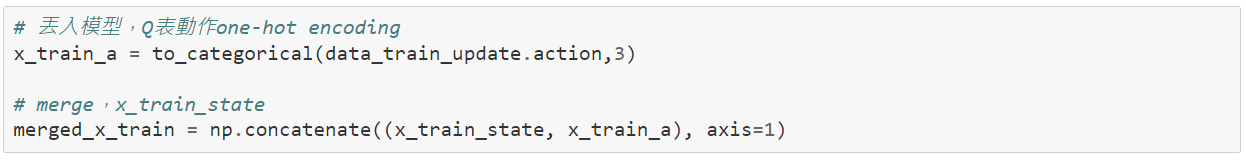 # 丟入模型，Q表動作one-hot encoding
x_train_a = to_categorical(data_train_update.action,3)
# merge，x_train_state
merged_x_train = np.concatenate((x_train_state, x_train_a), axis=1)